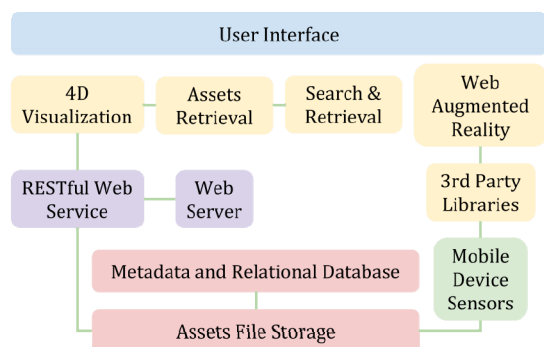 User Interface
4D
Visualization
Assets
Retrieval
Search &
Retrieval
Web
Augmented
Reality
RESTful Web
Service
Web
Server
3rd Party
Libraries
Metadata and Relational Database
Mobile
Device
Sensors
Assets File Storage